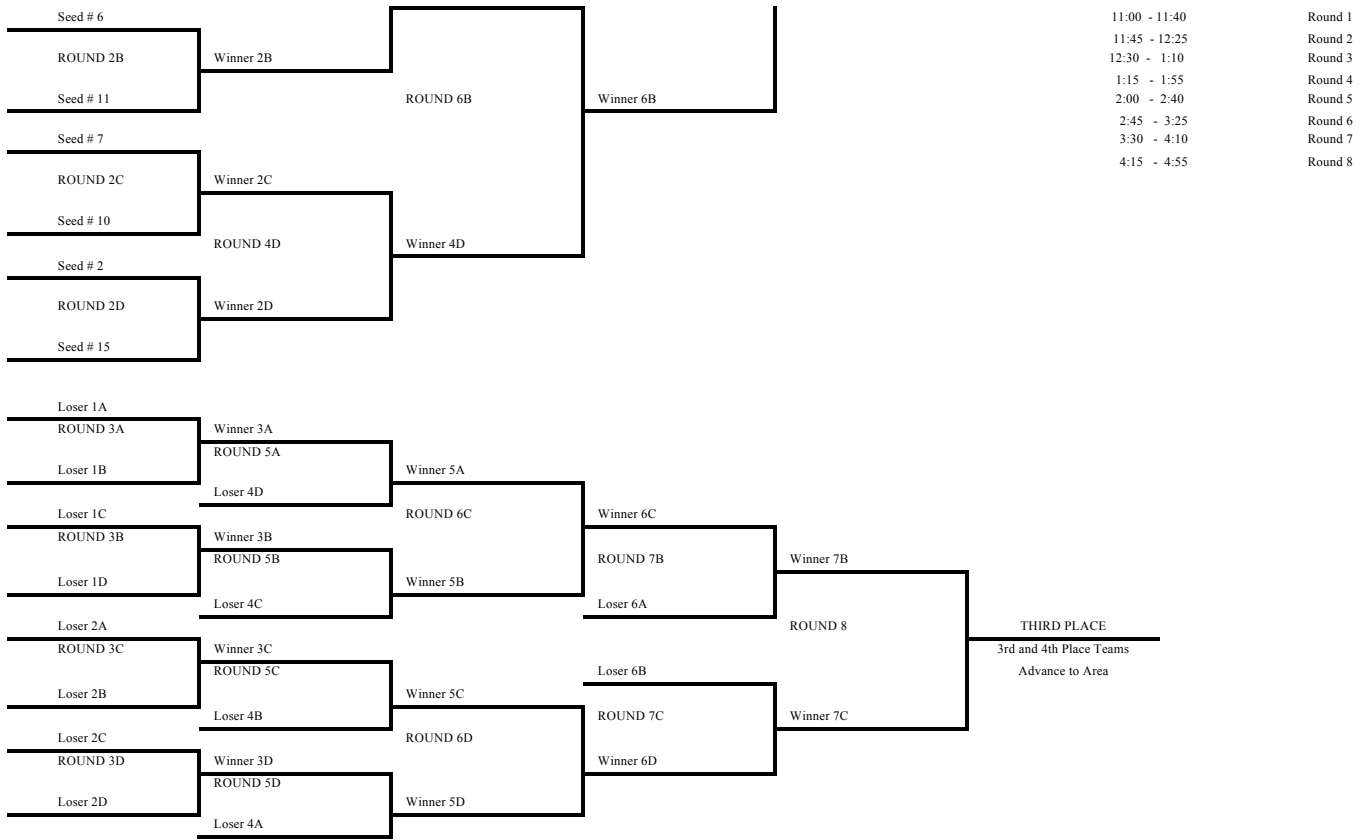 Seed # 6
11:00 - 11:40 Round 1
11:45 - 12:25 Round 2
ROUND 2B Winner 2B
12:30 - 1:10 Round 3
1:15 - 1:55 Round 4
Seed # 11 ROUND 6B Winner 6B
2:00 - 2:40 Round 5
2:45 - 3:25 Round 6
Seed # 7
3:30 - 4:10 Round 7
4:15 - 4:55 Round 8
ROUND 2C Winner 2C
Seed # 10
ROUND 4D Winner 4D
Seed # 2
ROUND 2D Winner 2D
Seed # 15
Loser 1A
ROUND 3A Winner 3A
ROUND 5A
Loser 1B Winner 5A
Loser 4D
Loser 1C ROUND 6C Winner 6C
ROUND 3B Winner 3B
ROUND 5B ROUND 7B Winner 7B
Loser 1D Winner 5B
Loser 4C Loser 6A
Loser 2A ROUND 8 THIRD PLACE
ROUND 3C Winner 3C 3rd and 4th Place Teams
ROUND 5C Loser 6B Advance to Area
Loser 2B Winner 5C
Loser 4B ROUND 7C Winner 7C
Loser 2C ROUND 6D
ROUND 3D Winner 3D Winner 6D
ROUND 5D
Loser 2D Winner 5D
Loser 4A